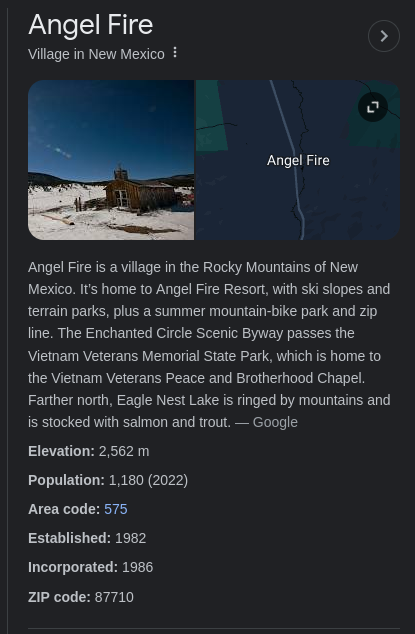 Angel Fire
Village in New Mexico
Angel Fire
Angel Fire is a village in the Rocky Mountains of New
Mexico. It's home to Angel Fire Resort, with ski slopes and
terrain parks, plus a summer mountain-bike park and zip
line. The Enchanted Circle Scenic Byway passes the
Vietnam Veterans Memorial State Park, which is home to
the Vietnam Veterans Peace and Brotherhood Chapel.
Farther north, Eagle Nest Lake is ringed by mountains and
is stocked with salmon and trout. — Google
Elevation: 2,562 m
Population: 1,180 (2022)
Area code: 575
Established: 1982
Incorporated: 1986
ZIP code: 87710